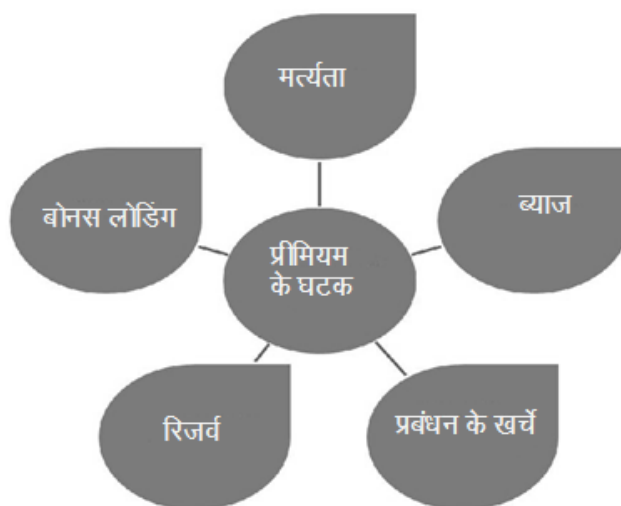 मर्त्यता
बोनस लोडिंग
ब्याज
प्रीमियम
के घटक
रिजर्व
प्रबंधन के खर्चे